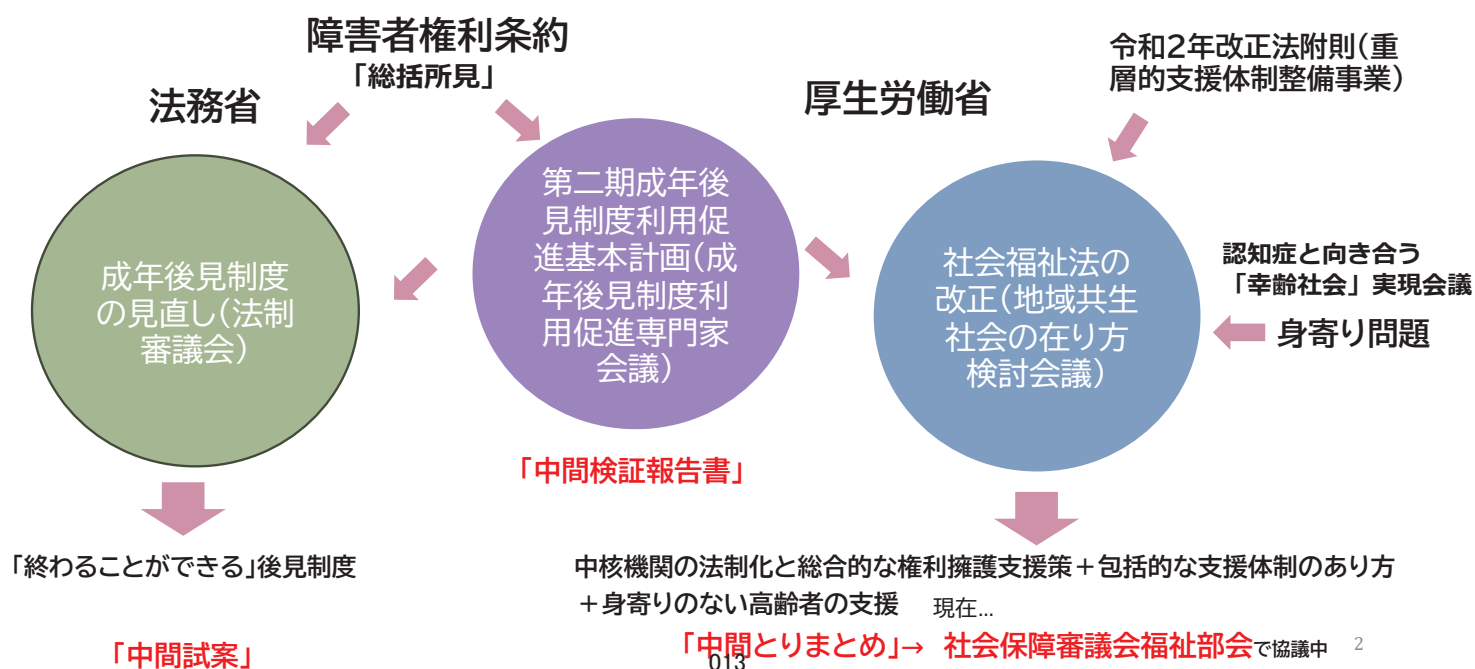 障害者権利条約
「総括所見」
法務省
厚生労働省
令和2年改正法附則(重
層的支援体制整備事業)
成年後見制度
の見直し(法制
審議会)
第二期成年後
見制度利用促
進基本計画(成
年後見制度利
用促進専門家
会議)
社会福祉法の
改正(地域共生
社会の在り方
検討会議)
認知症と向き合う
「幸齢社会」実現会議
身寄り問題
「中間検証報告書」
「終わることができる」後見制度
「中間試案」
中核機関の法制化と総合的な権利擁護支援策+包括的な支援体制のあり方
+身寄りのない高齢者の支援 現在…
「中間とりまとめ」→ 社会保障審議会福祉部会で協議中
2
013